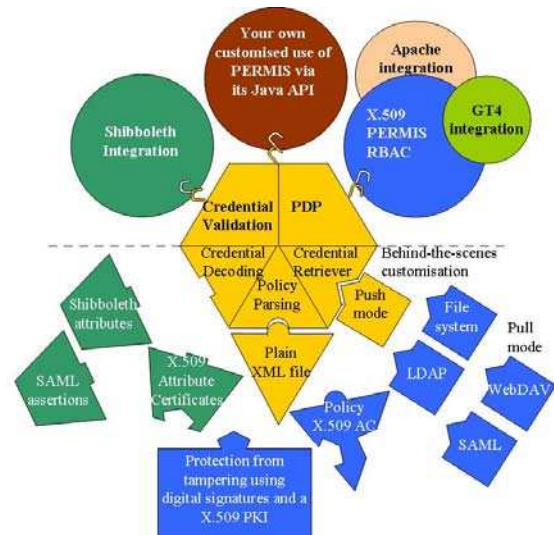 Your own
customised use of
PERMIS via
its Java API
Apache
integration
Shibboleth
Integration
X.509
PERMIS
RBAC
GT4
integration
Credential
Validation
PDP
Credential
Decoding
Credential
Retriever
Behind-the-scenes
customisation
Policy
Parsing
Push
mode
Shibboleth
attributes
File
system
Pull
mode
SAML
assertions
X.509
Attribute
Certificates
Plain
XML file
LDAP
WebDAV
Policy
X.509 AC
SAML
Protection from
tampering using
digital signatures and a
X.509 PKI